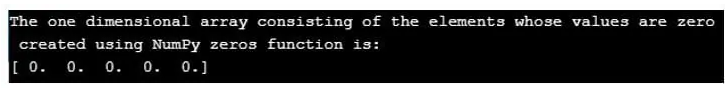 The one dimensional array consisting of the elements whose values are zero
created using NumPy zeros function is:
[ 0.  0.  0.  0.  0.]